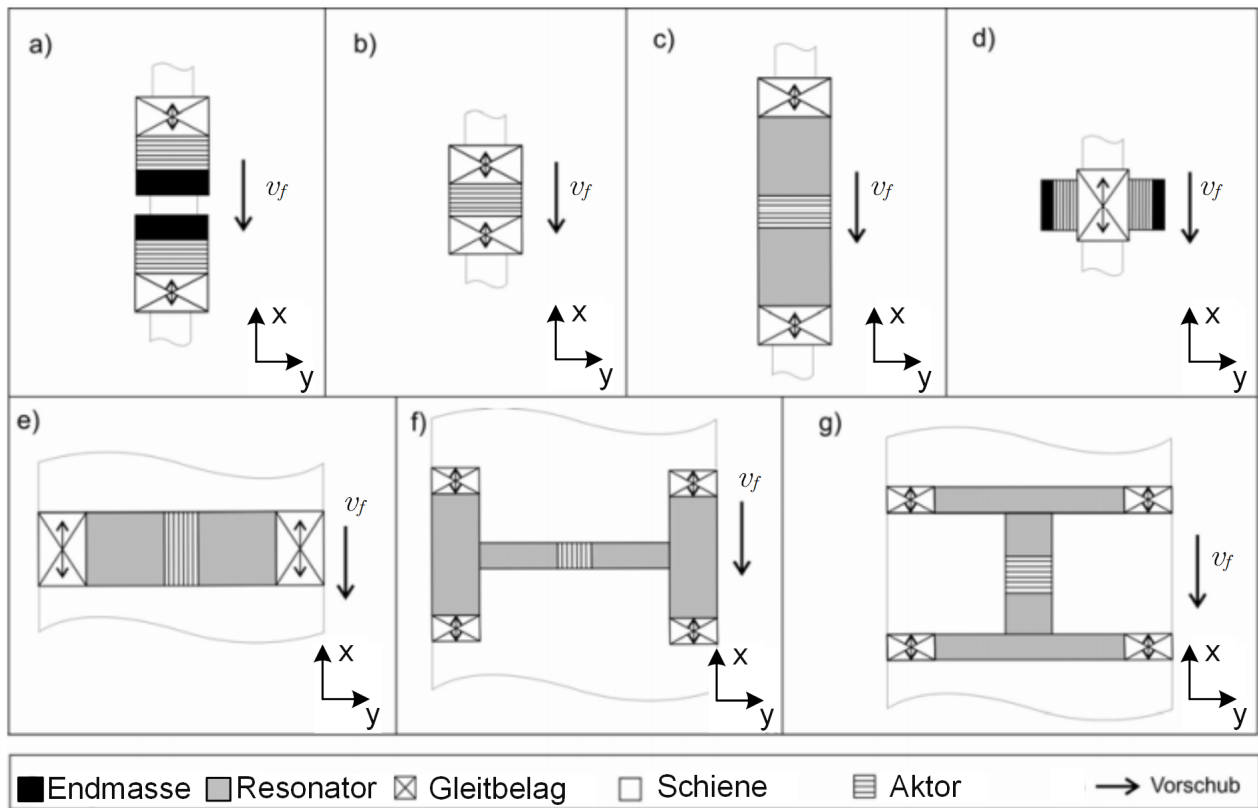 a)
v_f
x
y
b)
v_f
x
y
c)
v_f
x
y
d)
v_f
x
y
e)
v_f
x
y
f)
v_f
x
y
g)
v_f
x
y
Endmasse Resonator Gleitbelag Schiene Aktor Vorschub